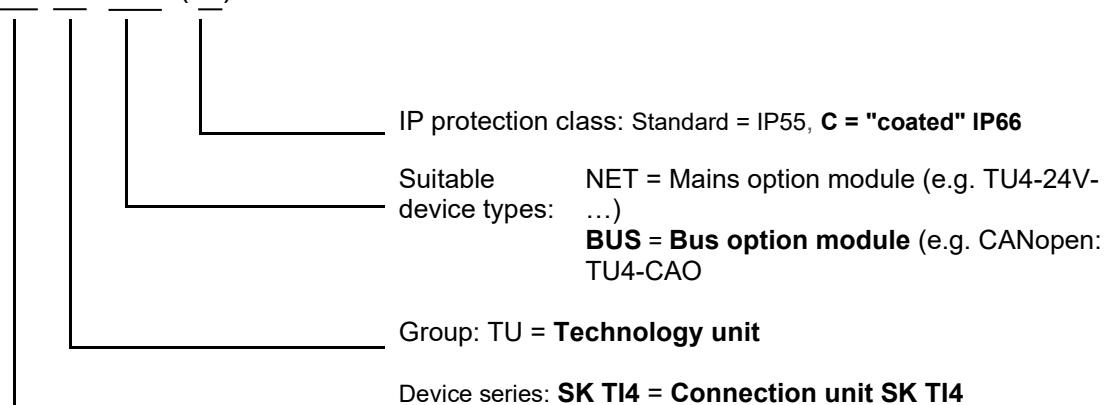 IP protection class: Standard = IP55, C = "coated" IP66
Suitable device types:
NET = Mains option module (e.g. TU4-24V-
…)
BUS = Bus option module (e.g. CANopen:
TU4-CAO
Group: TU = Technology unit
Device series: SK TI4 = Connection unit SK TI4